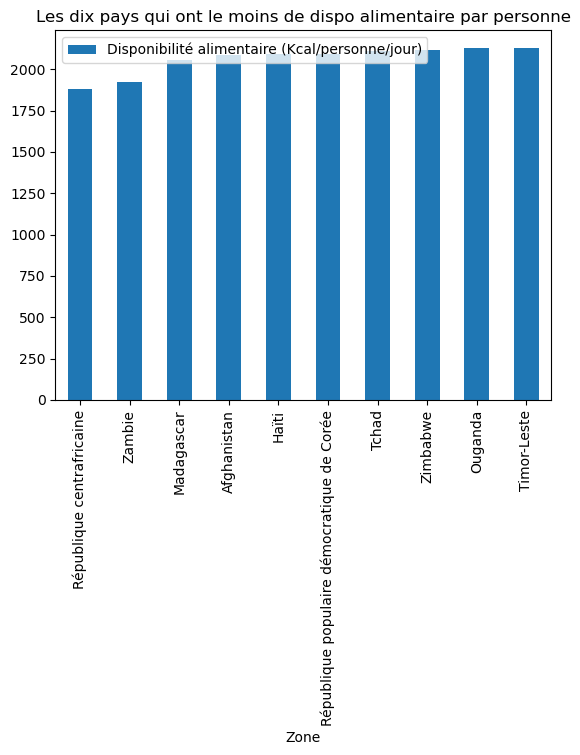 Les dix pays qui ont le moins de dispo alimentaire par personne
Disponibilité alimentaire (Kcal/personne/jour)
2000
1750
1500
1250
1000
750
500
250
0
République centrafricaine
Zambie
Madagascar
Afghanistan
Haïti
République populaire démocratique de Corée
Tchad
Zimbabwe
Ouganda
Timor-Leste
Zone